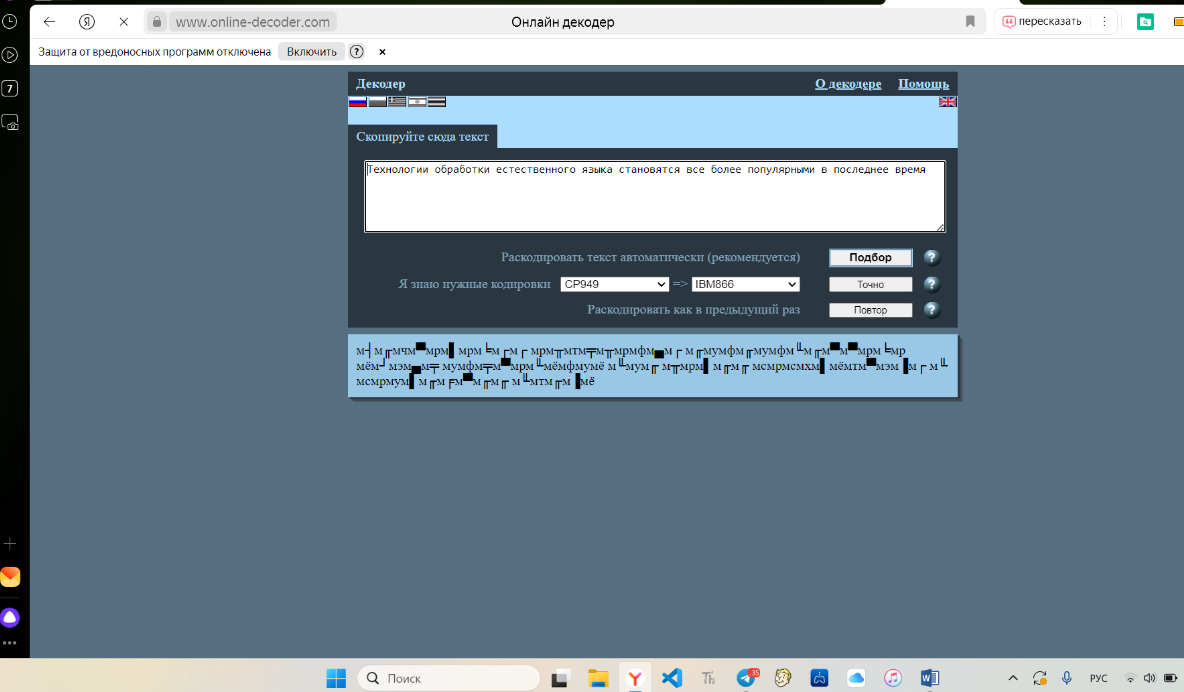 www.online-decoder.com
Онлайн декодер
пересказать
Защита от вредоносных программ отключена
Включить
?
7
Декодер
О декодере
Помощь
Скопируйте сюда текст
Технологии обработки естественного языка становятся все более популярными в последнее время
Раскодировать текст автоматически (рекомендуется)
Подбор
?
Я знаю нужные кодировки
CP949
=>
IBM866
Точно
?
Раскодировать как в предыдущий раз
Повтор
?
Поиск
35
РУС